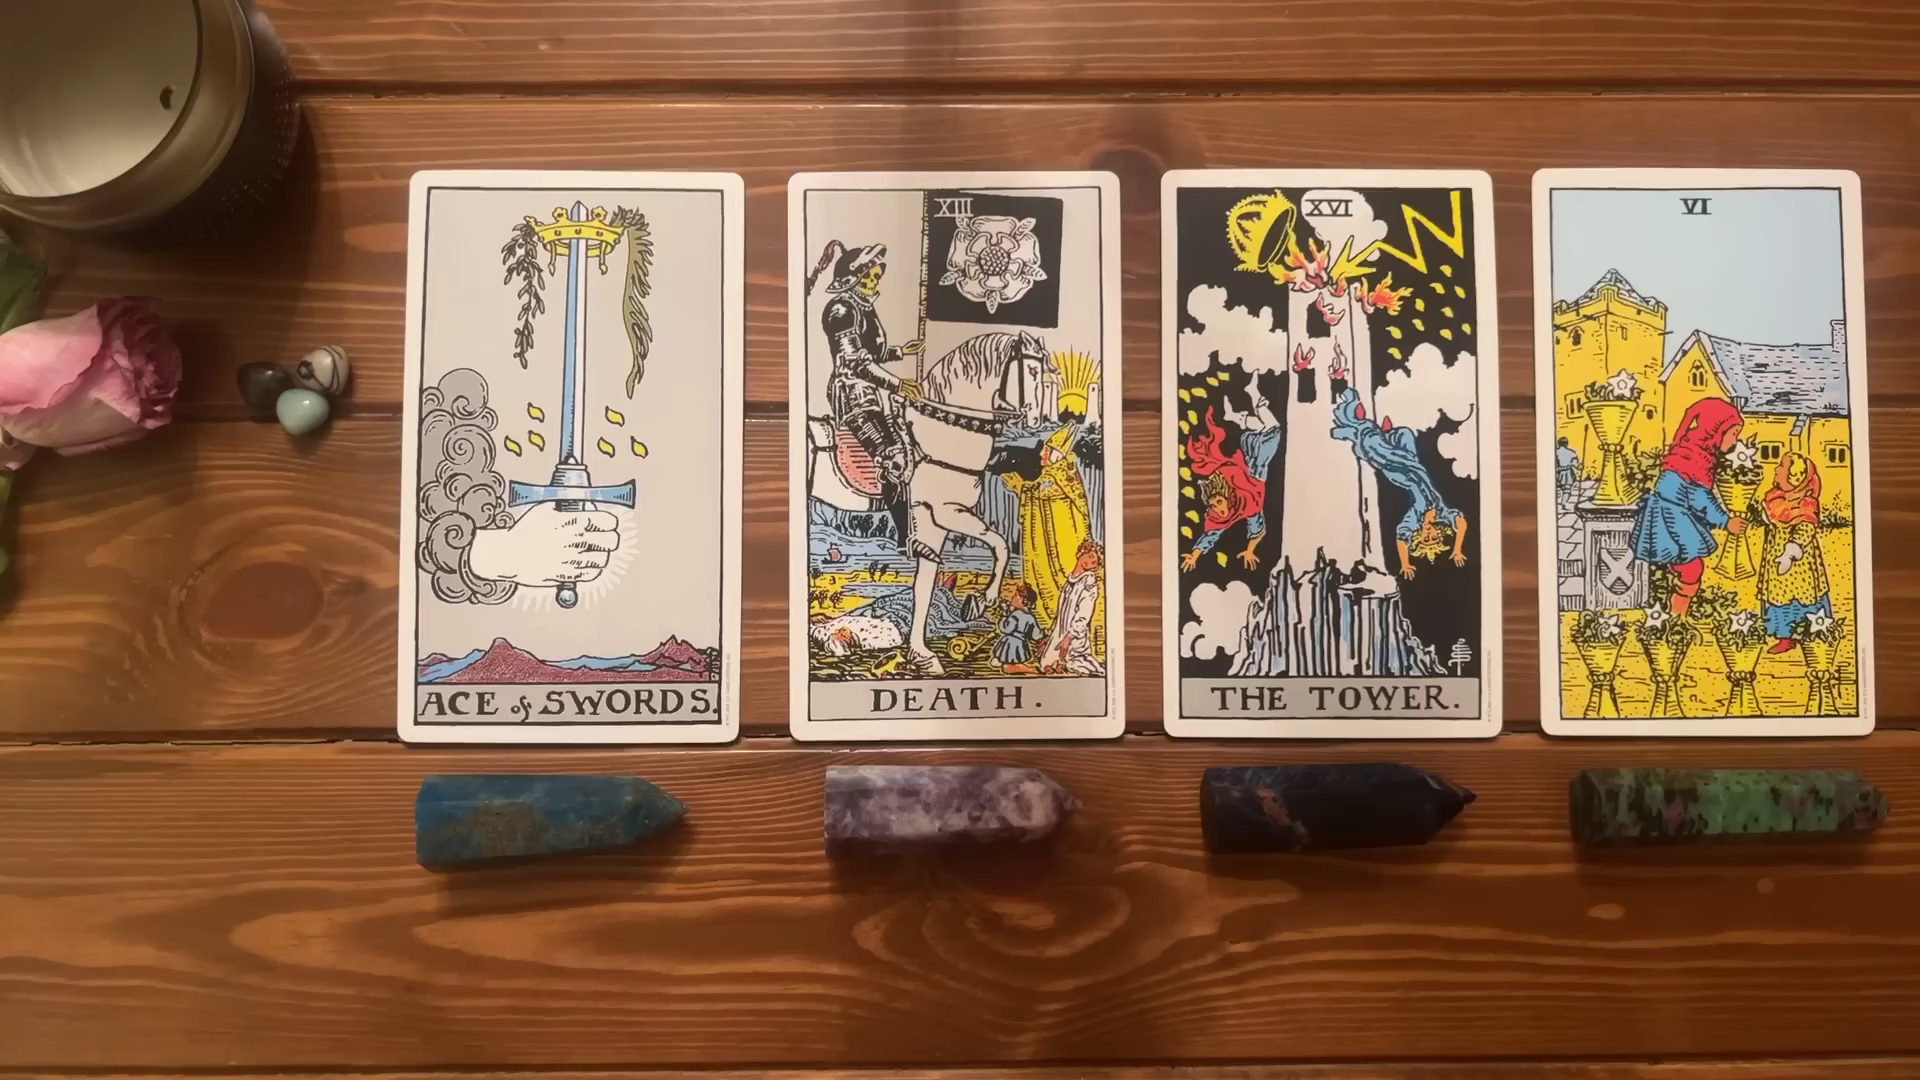 ACE of SWORDS.
XIII
DEATH.
XVI
THE TOWER.
VI